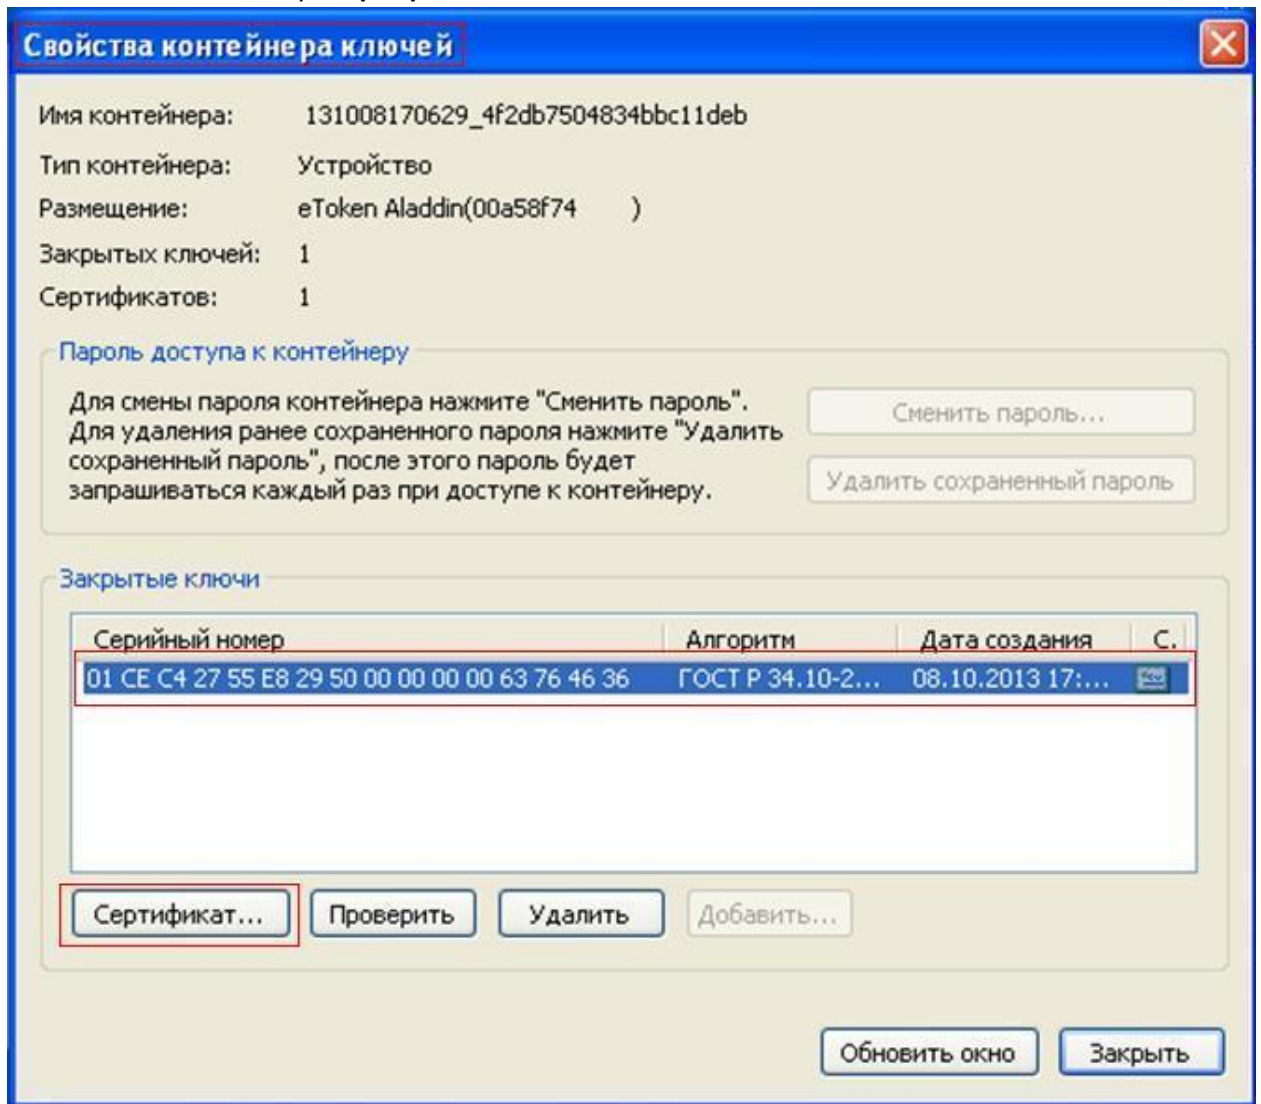 Свойства контейнера ключей
Имя контейнера: 131008170629_4f2db7504834bbc11deb
Тип контейнера: Устройство
Размещение: eToken Aladdin(00a58f74 )
Закрытых ключей: 1
Сертификатов: 1
Пароль доступа к контейнеру
Для смены пароля контейнера нажмите "Сменить пароль".
Для удаления ранее сохраненного пароля нажмите "Удалить
сохраненный пароль", после этого пароль будет
запрашиваться каждый раз при доступе к контейнеру.
Сменить пароль...
Удалить сохраненный пароль
Закрытые ключи
Серийный номер Алгоритм Дата создания С.
01 CE C4 27 55 E8 29 50 00 00 00 00 63 76 46 36 ГОСТ Р 34.10-2... 08.10.2013 17:...
Сертификат... Проверить Удалить Добавить...
Обновить окно Закрыть